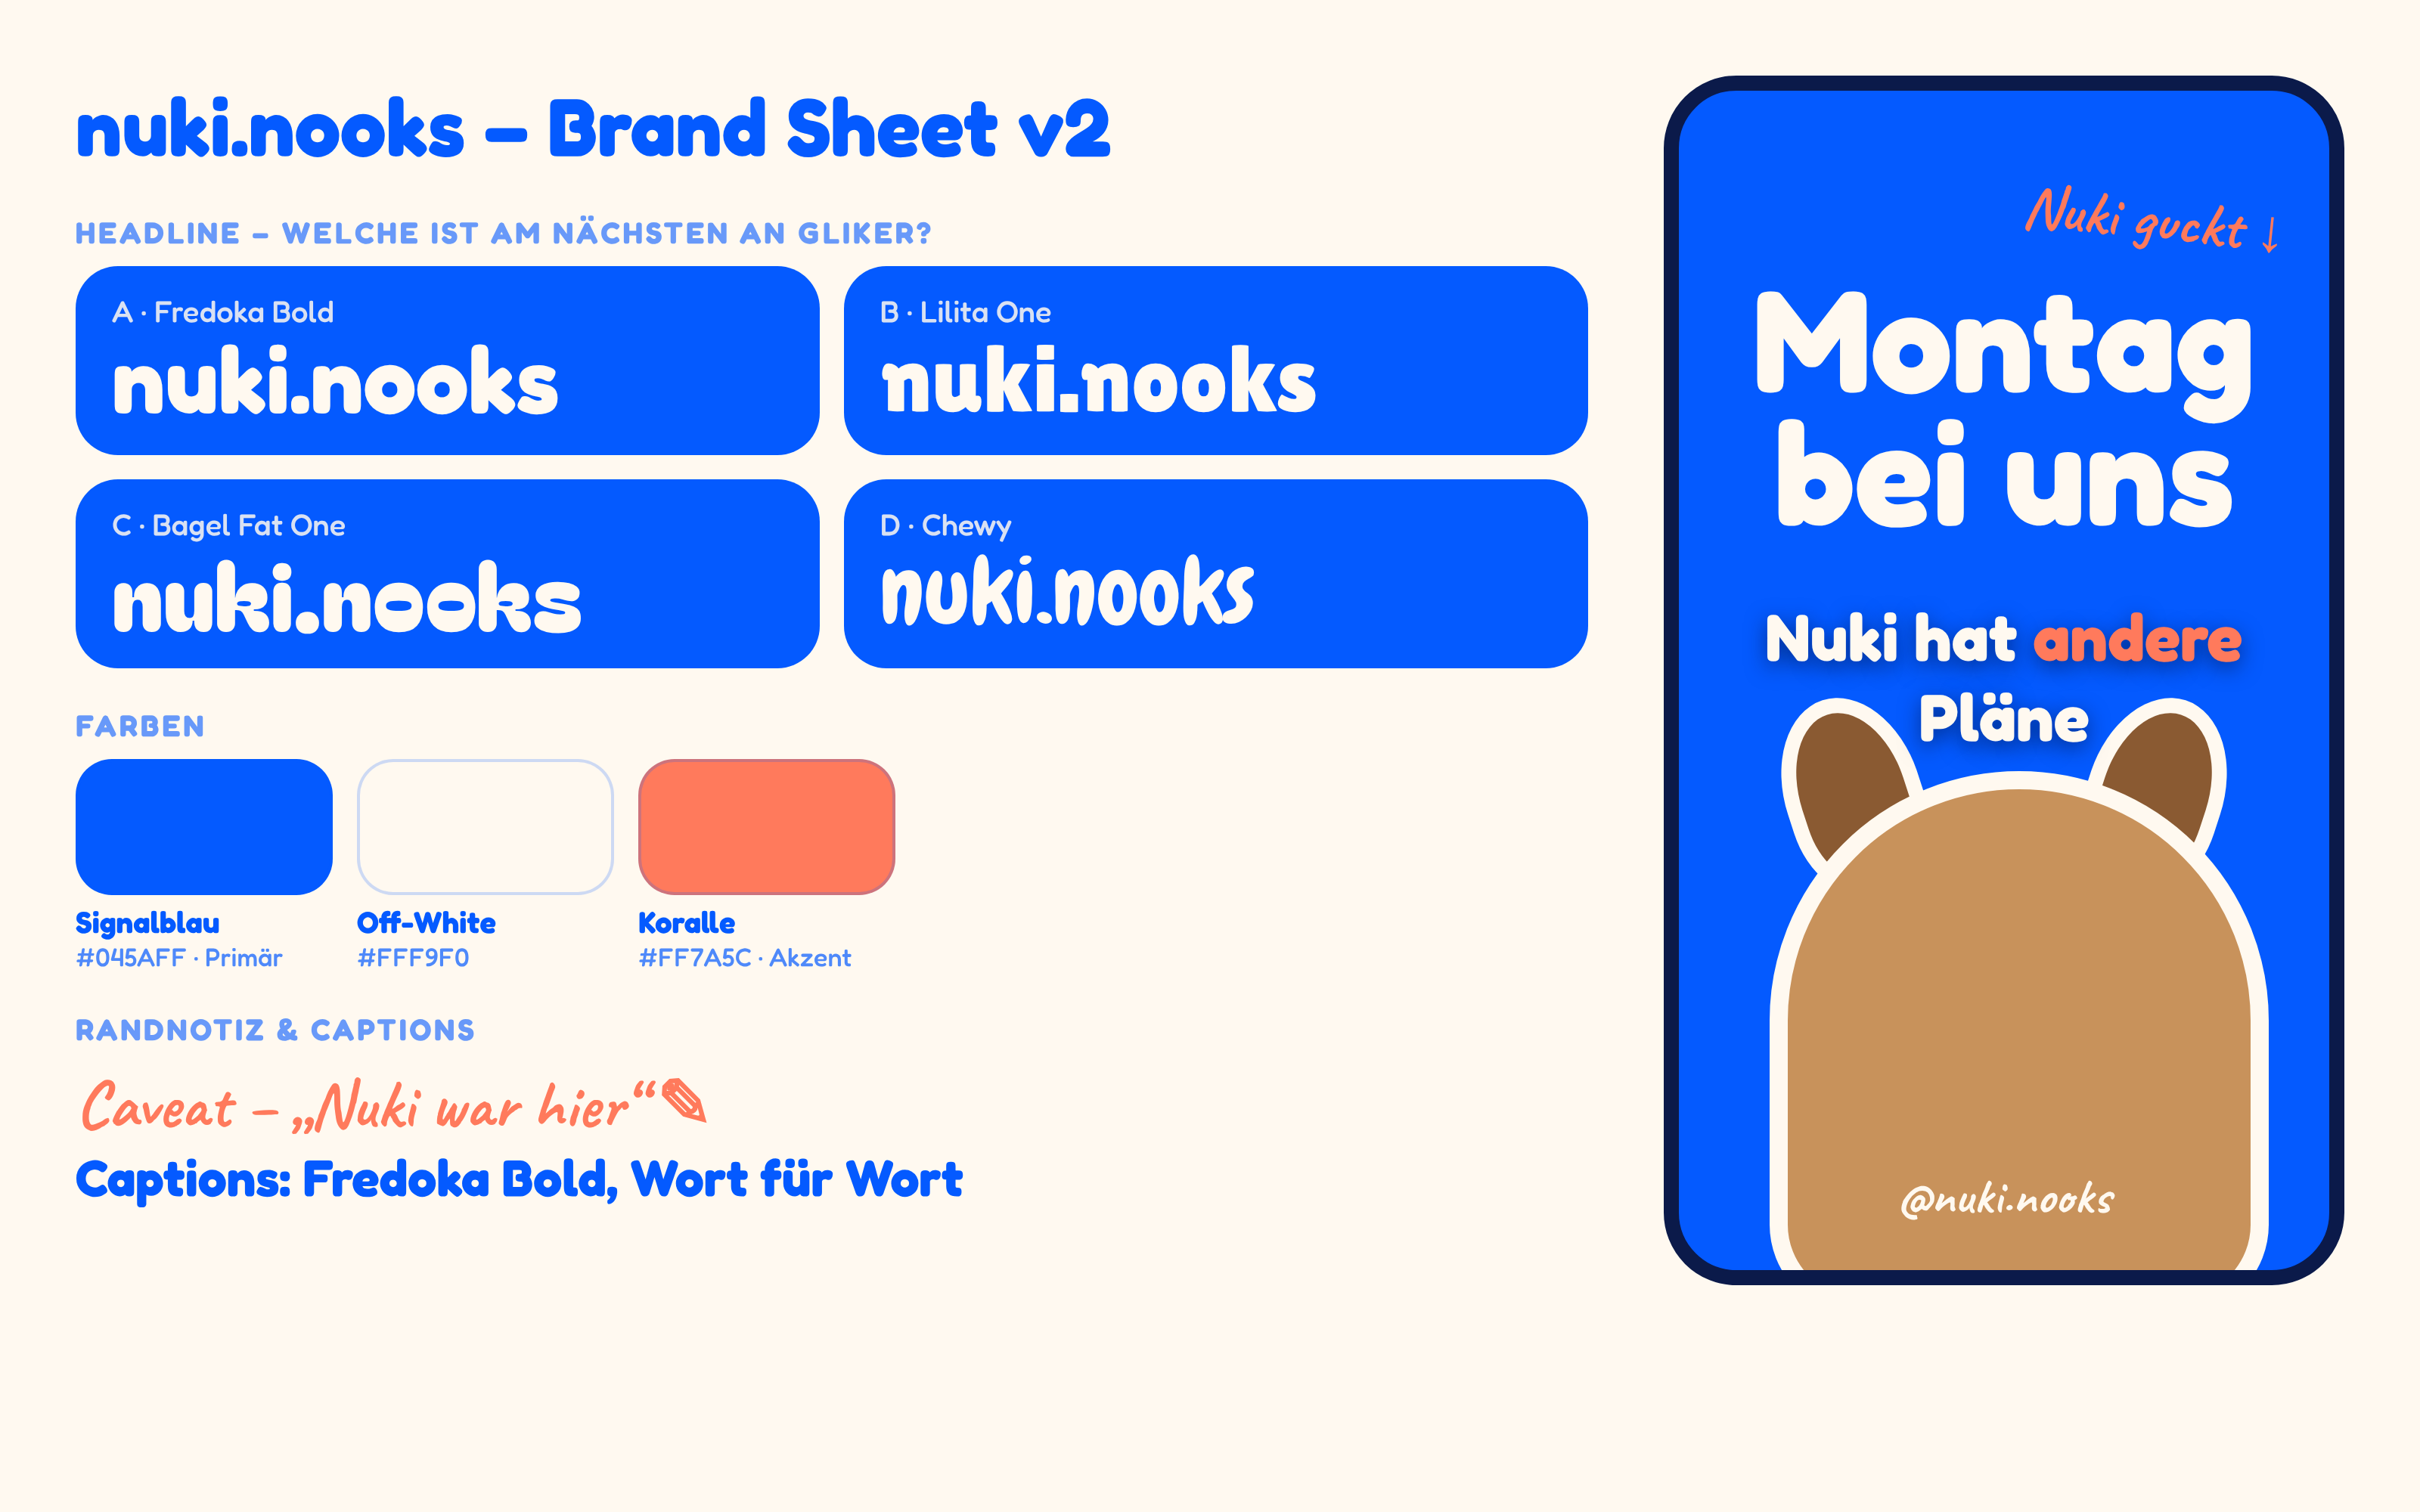 nuki.nooks – Brand Sheet v2
HEADLINE – WELCHE IST AM NÄCHSTEN AN GLIKER?
A · Fredoka Bold
nuki.nooks
B · Lilita One
nuki.nooks
C · Bagel Fat One
nuki.nooks
D · Chewy
nuki.nooks
FARBEN
Signalblau
#045AFF · Primär
Off-White
#FFF9F0
Koralle
#FF7A5C · Akzent
RANDNOTIZ & CAPTIONS
Caveat – „Nuki war hier“✎
Captions: Fredoka Bold, Wort für Wort
Nuki guckt ↓
Montag
bei uns
Nuki hat andere
Pläne
@nuki.nooks